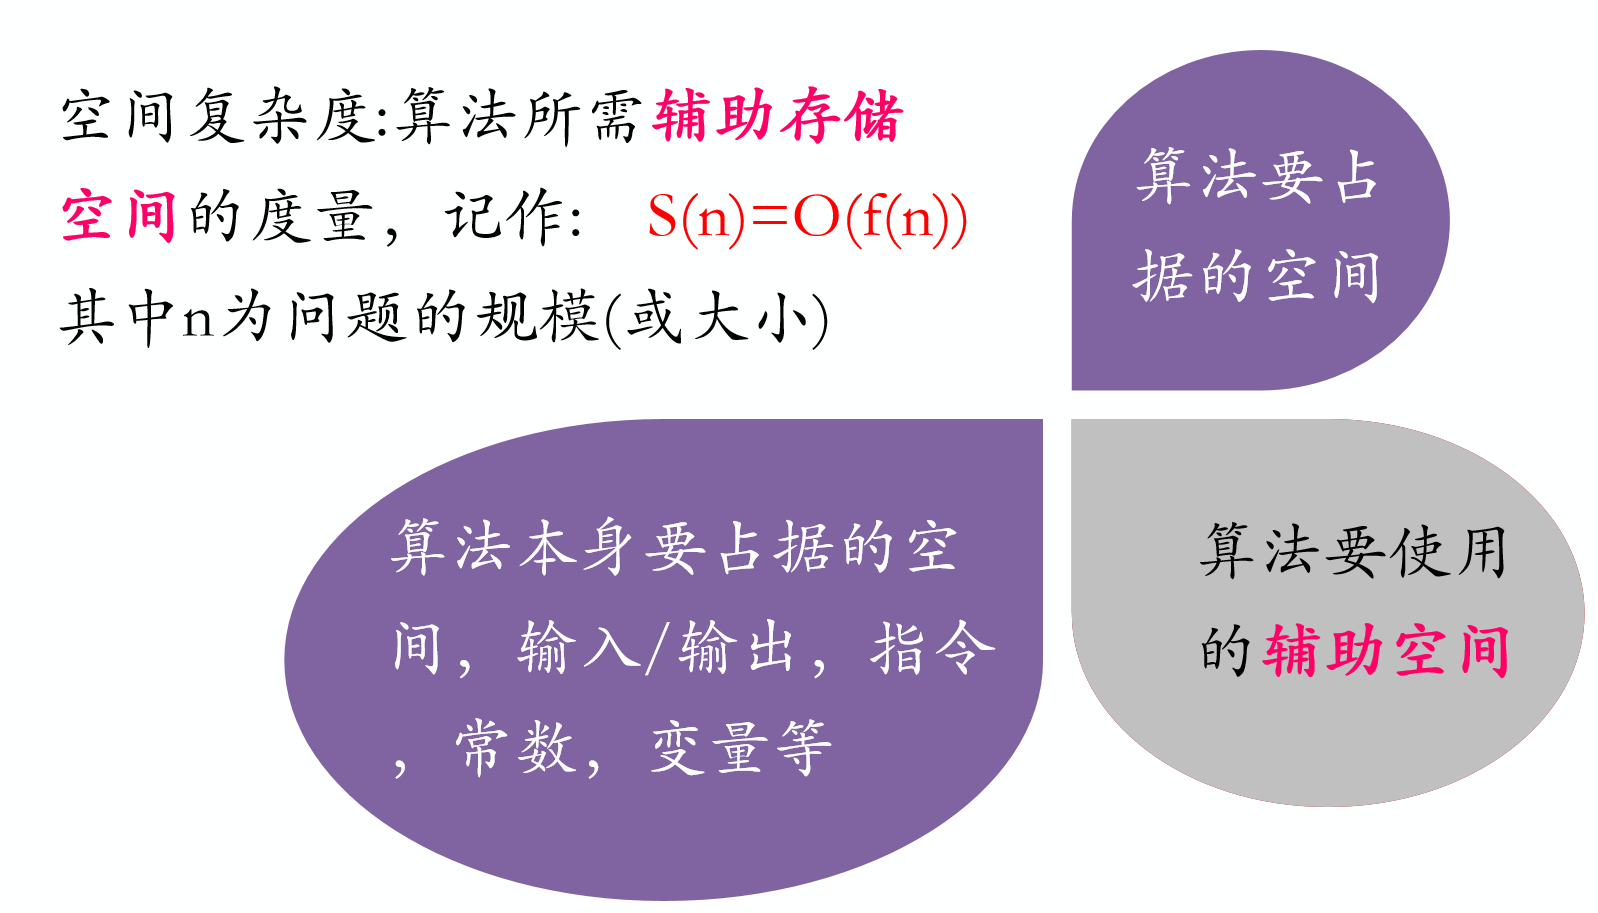 空间复杂度:算法所需辅助存储
空间的度量，记作: S(n)=O(f(n))
其中n为问题的规模(或大小)
算法要占
据的空间
算法本身要占据的空
间，输入/输出，指令
，常数，变量等
算法要使用
的辅助空间